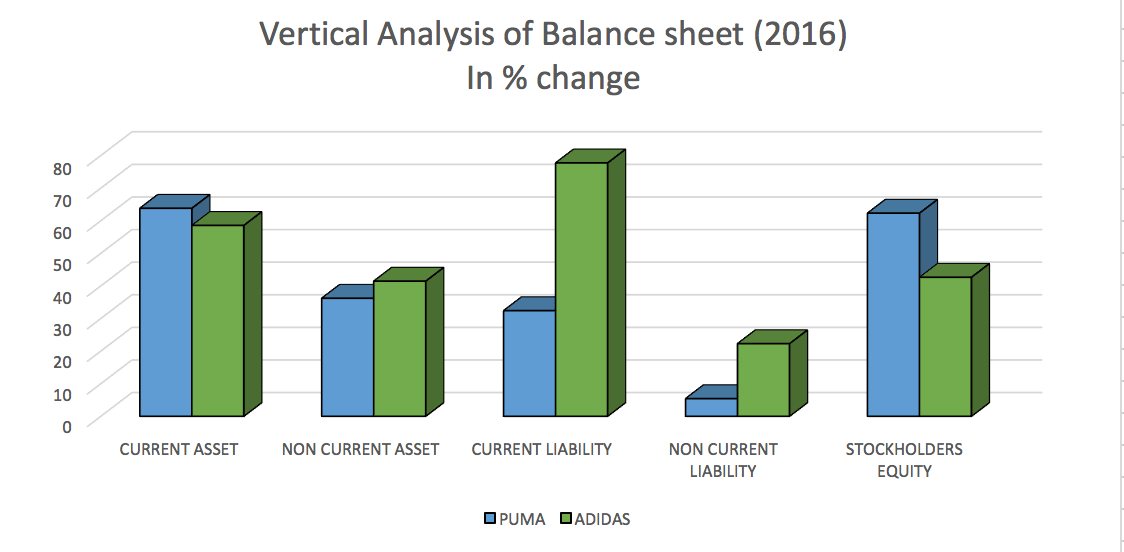 Vertical Analysis of Balance sheet (2016)
In % change
80
70
60
50
40
30
20
10
0
CURRENT ASSET
NON CURRENT ASSET
CURRENT LIABILITY
NON CURRENT
LIABILITY
STOCKHOLDERS
EQUITY
PUMA
ADIDAS